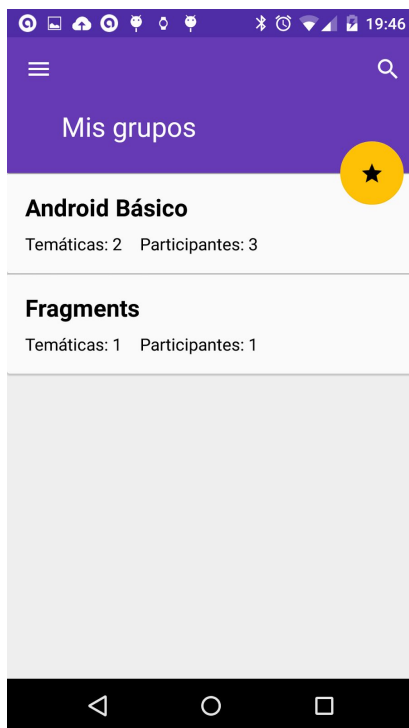 19:46
Mis grupos
Android Básico
Temáticas: 2 Participantes: 3
Fragments
Temáticas: 1 Participantes: 1